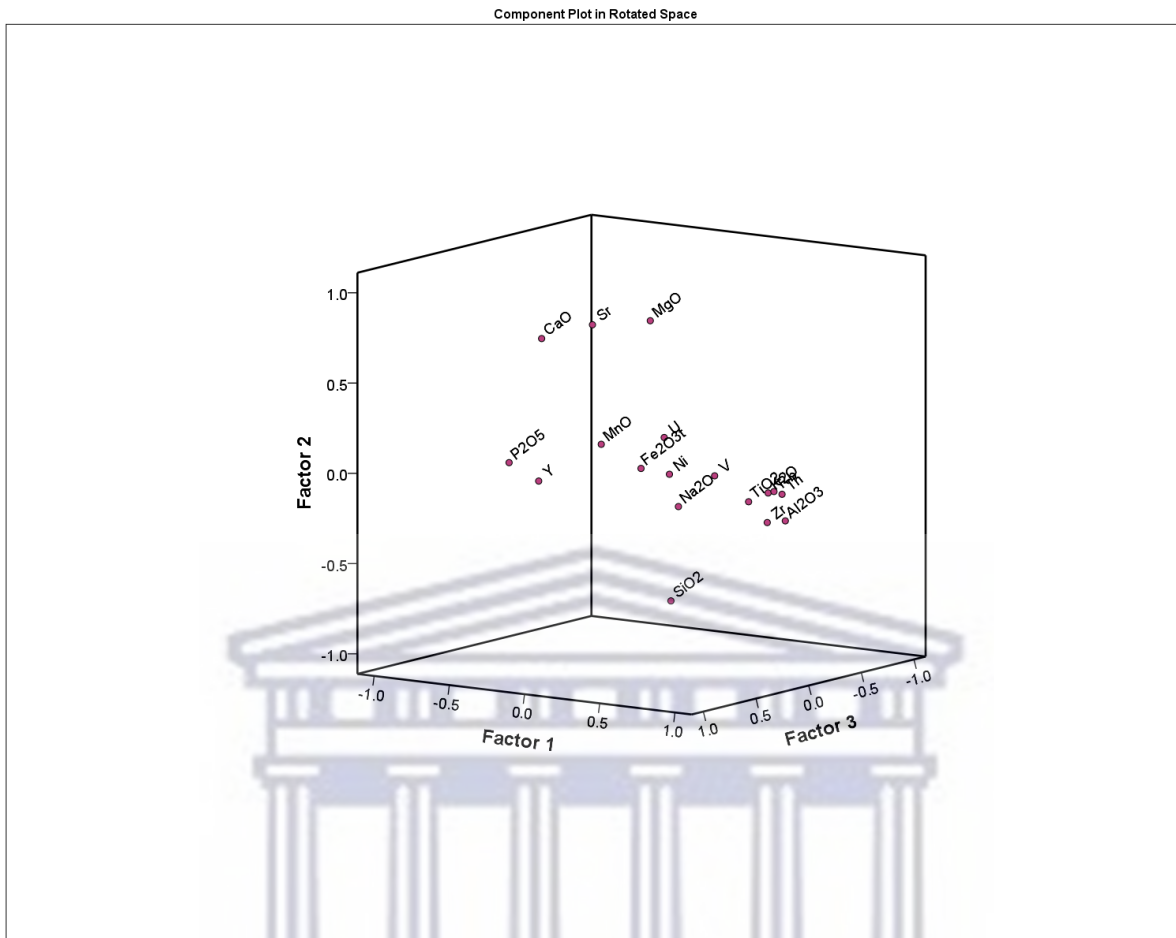 Component Plot in Rotated Space
1.0
0.5
0.0
-0.5
-1.0
Factor 2
CaO
Sr
MgO
P2O5
Y
MnO
U
Fe2O3t
Ni
V
Na2O
TiO2
K2O
Th
Zr
Al2O3
SiO2
-1.0
-0.5
0.0
0.5
1.0
Factor 1
1.0
0.5
0.0
-0.5
-1.0
Factor 3